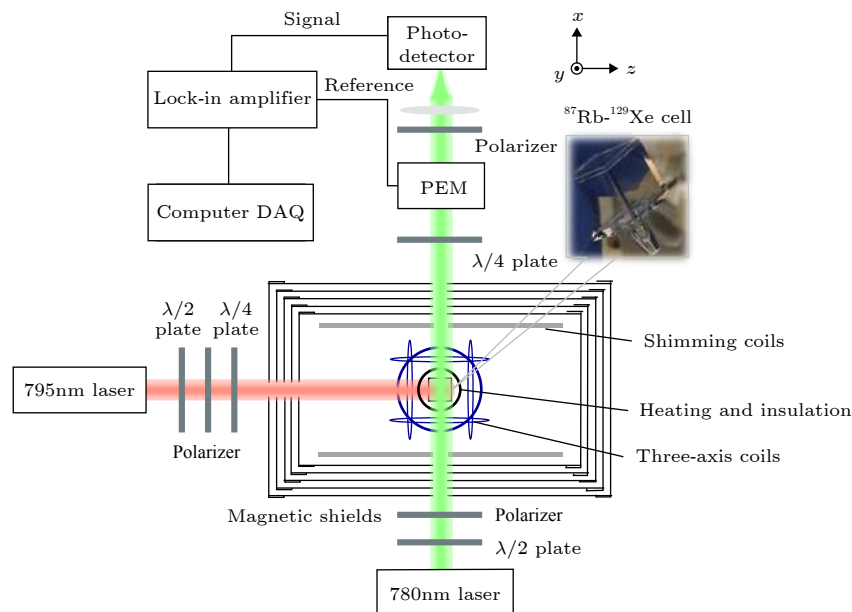 Signal
Photo-
detector
x
y
z
Lock-in amplifier
Reference
⁸⁷Rb-¹²⁹Xe cell
Polarizer
PEM
Computer DAQ
λ/4 plate
λ/2
plate
λ/4
plate
Shimming coils
795nm laser
Heating and insulation
Polarizer
Three-axis coils
Magnetic shields
Polarizer
λ/2 plate
780nm laser